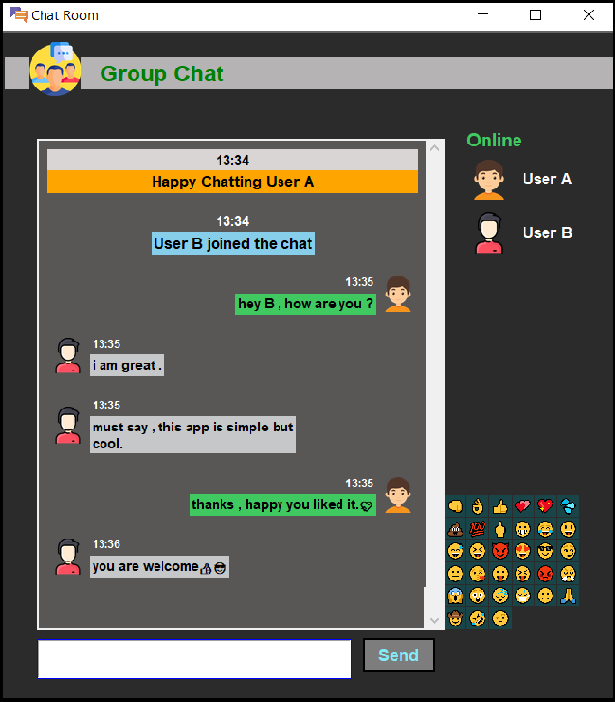 Chat Room
Group Chat
Online
User A
User B
13:34
Happy Chatting User A
13:34
User B joined the chat
13:35
hey B , how are you ?
13:35
i am great .
13:35
must say , this app is simple but
cool.
13:35
thanks , happy you liked it.
13:36
you are welcome👍😎
Send